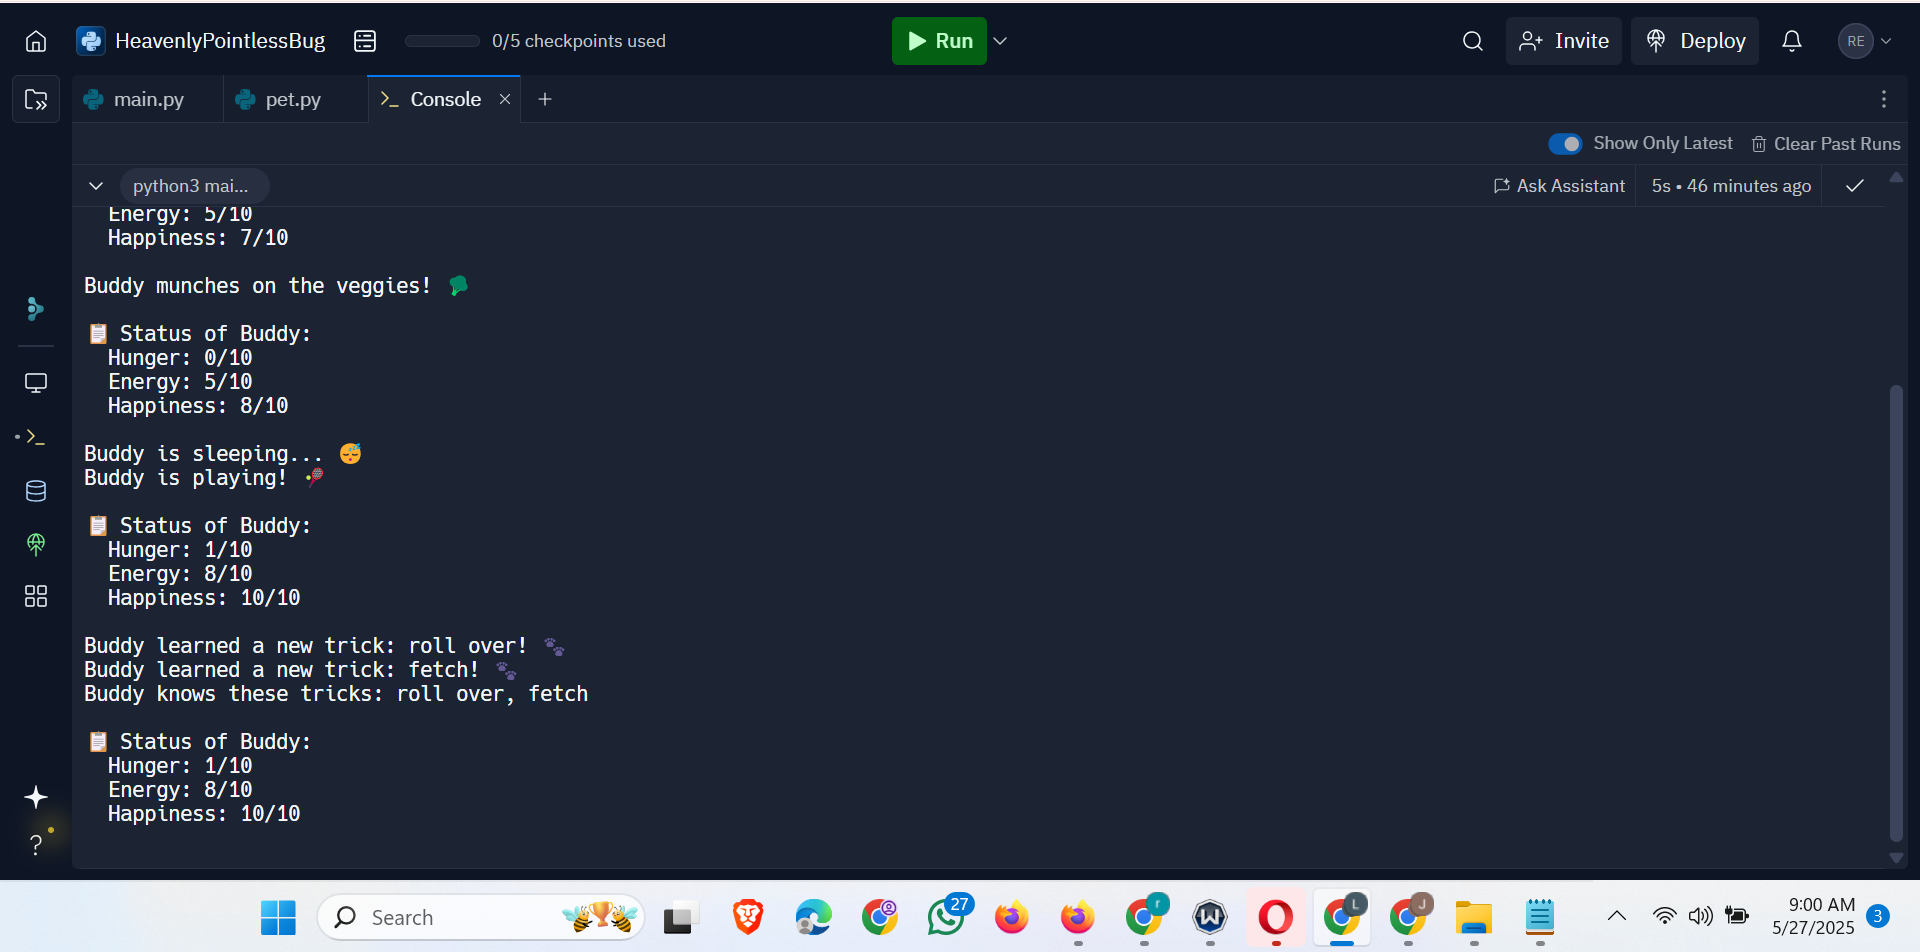 HeavenlyPointlessBug
0/5 checkpoints used
Run
Invite
Deploy
RE
main.py
pet.py
Console
Show Only Latest
Clear Past Runs
python3 mai...
Ask Assistant
5s • 46 minutes ago
Energy: 5/10
Happiness: 7/10
Buddy munches on the veggies! 🥦
📋 Status of Buddy:
Hunger: 0/10
Energy: 5/10
Happiness: 8/10
Buddy is sleeping... 😴
Buddy is playing! 🎾
📋 Status of Buddy:
Hunger: 1/10
Energy: 8/10
Happiness: 10/10
Buddy learned a new trick: roll over! 🐾
Buddy learned a new trick: fetch! 🐾
Buddy knows these tricks: roll over, fetch
📋 Status of Buddy:
Hunger: 1/10
Energy: 8/10
Happiness: 10/10
?
Search
27
r
W
L
J
9:00 AM
5/27/2025
3